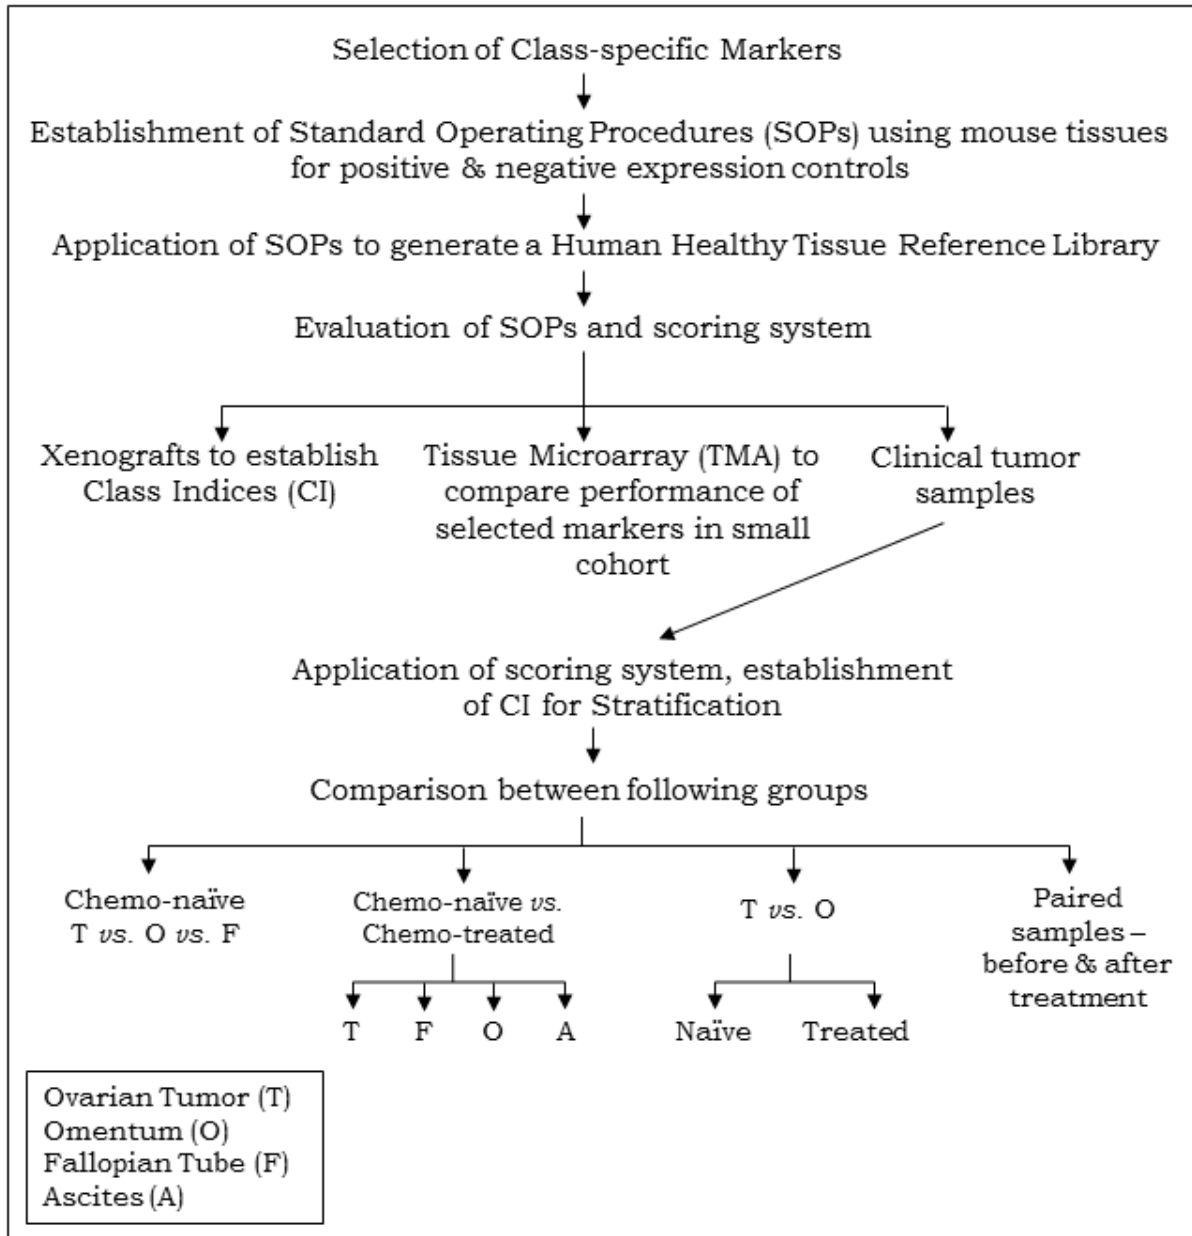 Selection of Class-specific Markers
Establishment of Standard Operating Procedures (SOPs) using mouse tissues
for positive & negative expression controls
Application of SOPs to generate a Human Healthy Tissue Reference Library
Evaluation of SOPs and scoring system
Xenografts to establish
Class Indices (CI)
Tissue Microarray (TMA) to
compare performance of
selected markers in small
cohort
Clinical tumor
samples
Application of scoring system, establishment
of CI for Stratification
Comparison between following groups
Chemo-naïve
T vs. O vs. F
Chemo-naïve vs.
Chemo-treated
T vs. O
Paired
samples –
before & after
treatment
T F O A
Naïve Treated
Ovarian Tumor (T)
Omentum (O)
Fallopian Tube (F)
Ascites (A)